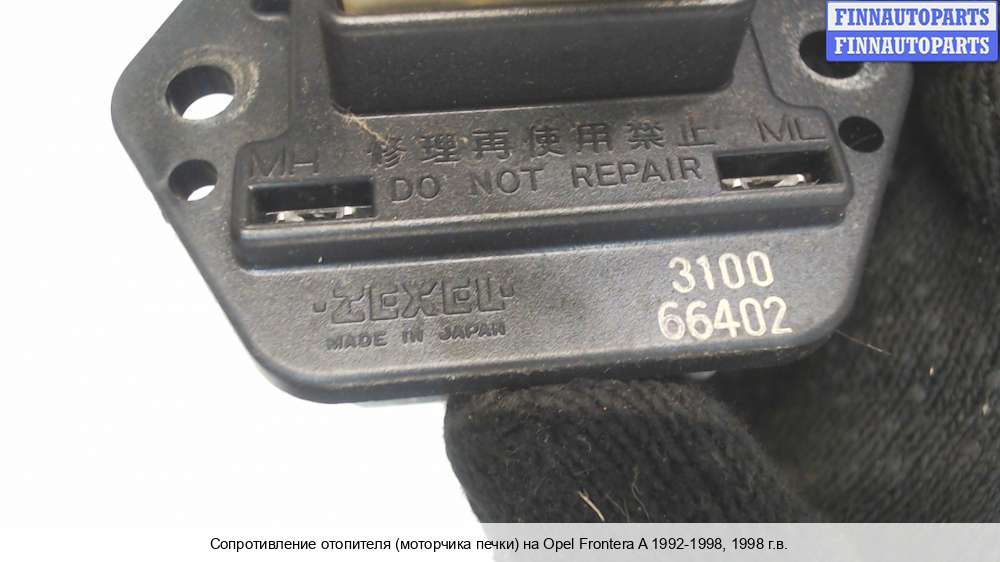 FINNAUTOPARTS
FINNAUTOPARTS
修理再使用禁止
MH
ML
DO NOT REPAIR
ZEXEL
MADE IN JAPAN
3100
66402
Сопротивление отопителя (моторчика печки) на Opel Frontera A 1992-1998, 1998 г.в.